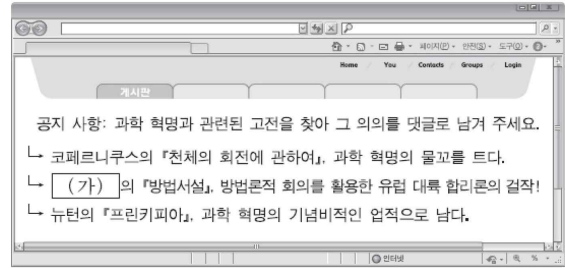 페이지(P) 안전(S) 도구(O)
Home You Contacts Groups Login
게시판
공지 사항: 과학 혁명과 관련된 고전을 찾아 그 의의를 댓글로 남겨 주세요.
코페르니쿠스의 『천체의 회전에 관하여』, 과학 혁명의 물꼬를 트다.
(가) 의 『방법서설』, 방법론적 회의를 활용한 유럽 대륙 합리론의 걸작!
뉴턴의 『프린키피아』, 과학 혁명의 기념비적인 업적으로 남다.
인터넷